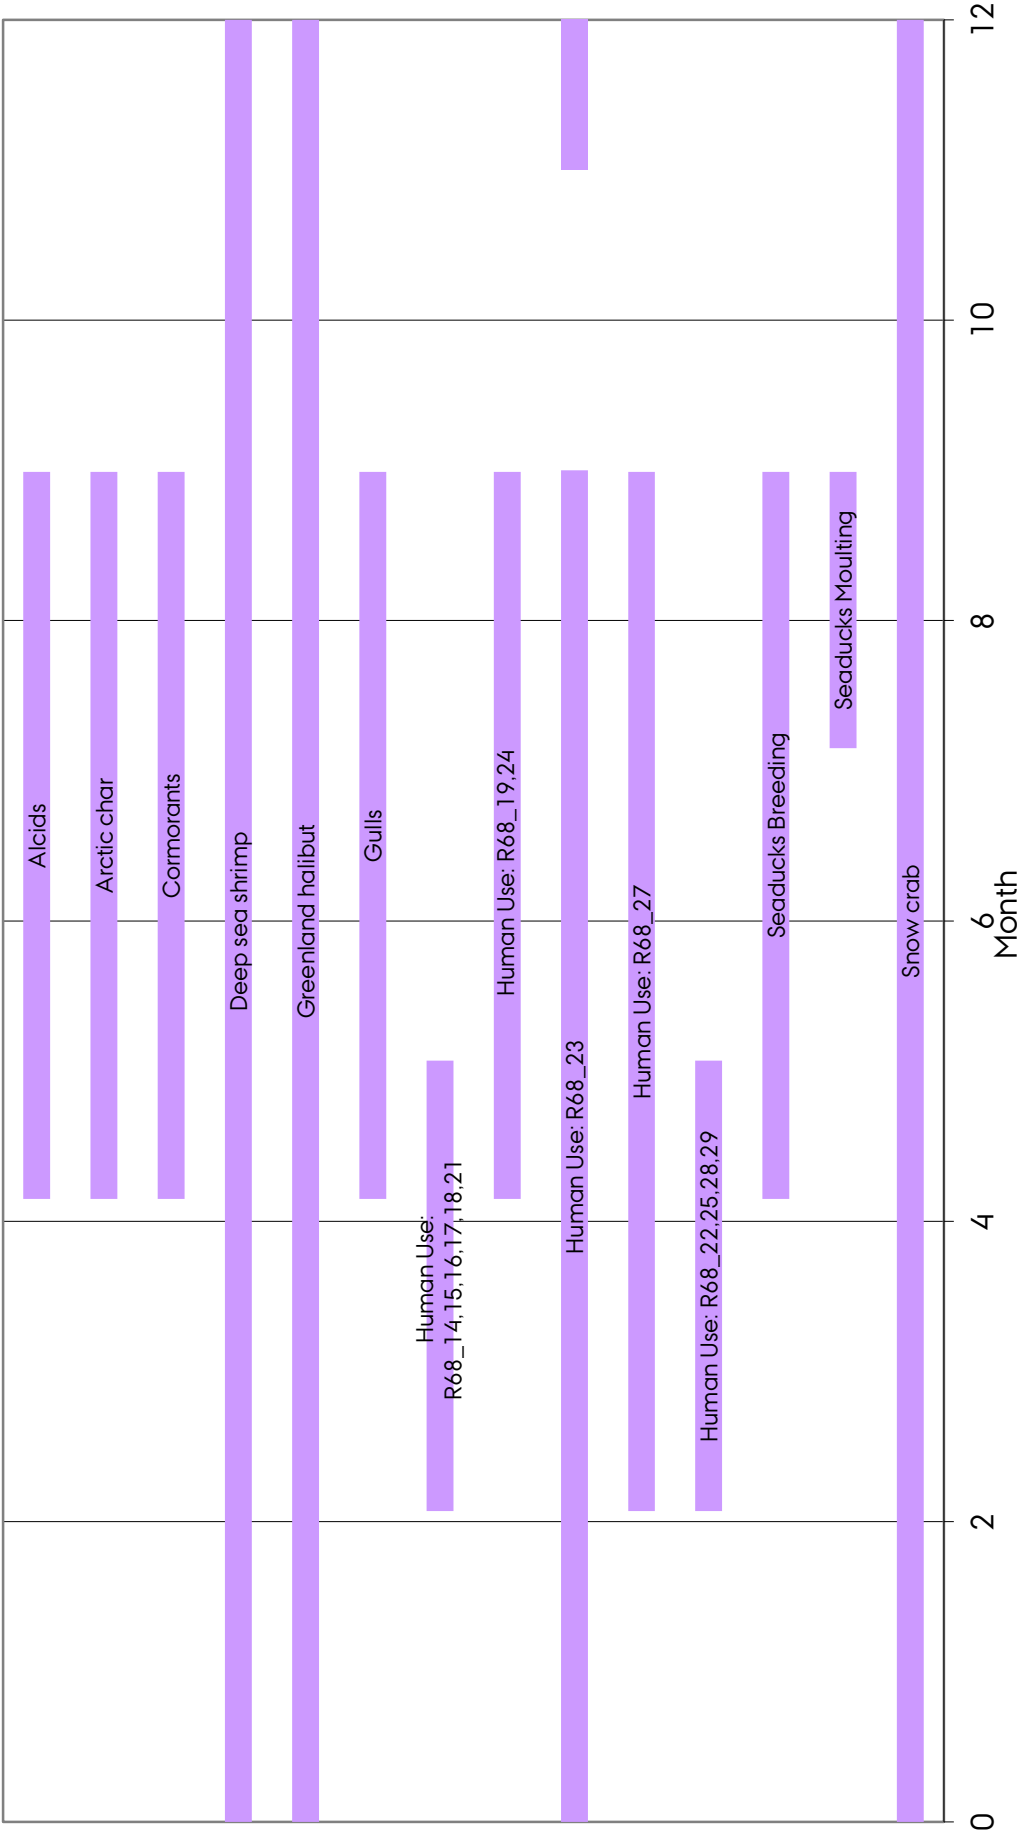 Alcids
Arctic char
Cormorants
Deep sea shrimp
Greenland halibut
Gulls
Human Use:
R68_14,15,16,17,18,21
Human Use: R68_19,24
Human Use: R68_23
Human Use: R68_27
Human Use: R68_22,25,28,29
Seaducks Breeding
Seaducks Moulting
Snow crab
0
2
4
6
8
10
12
Month